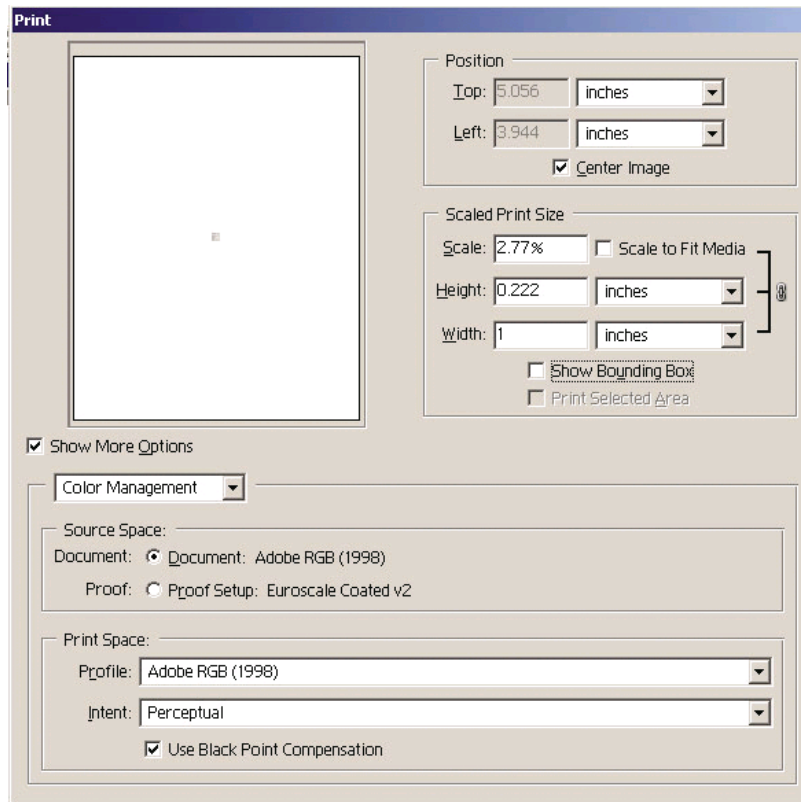 Print
Position
Top: 5.056 inches
Left: 3.944 inches
Center Image
Scaled Print Size
Scale: 2.77% Scale to Fit Media
Height: 0.222 inches
Width: 1 inches
Show Bounding Box
Print Selected Area
Show More Options
Color Management
Source Space:
Document: Document: Adobe RGB (1998)
Proof: Proof Setup: Euroscale Coated v2
Print Space:
Profile: Adobe RGB (1998)
Intent: Perceptual
Use Black Point Compensation